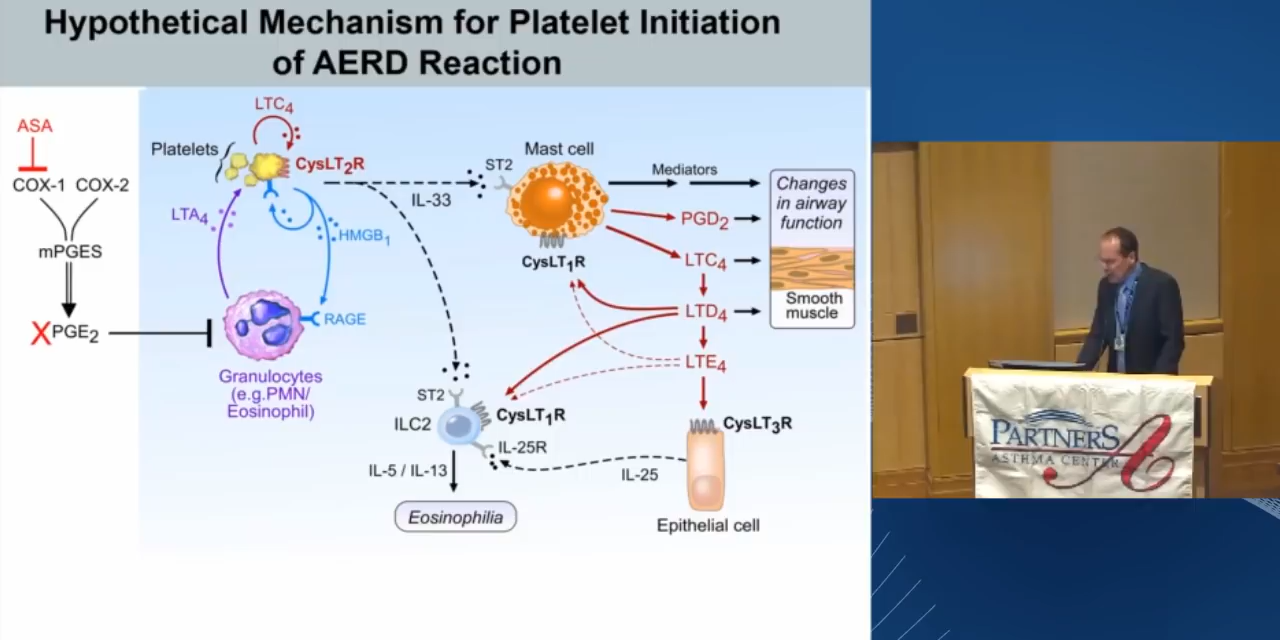 Hypothetical Mechanism for Platelet Initiation
of AERD Reaction
ASA
COX-1 COX-2
mPGES
X PGE2
LTC4
Platelets
CysLT2R
LTA4
HMGB1
RAGE
Granulocytes
(e.g.PMN/
Eosinophil)
IL-33
ST2
Mast cell
CysLT1R
Mediators
PGD2
LTC4
LTD4
LTE4
Changes
in airway
function
Smooth
muscle
ST2
ILC2
CysLT1R
IL-25R
IL-5 / IL-13
Eosinophilia
IL-25
CysLT3R
Epithelial cell
PARTNERS
ASTHMA CENTER